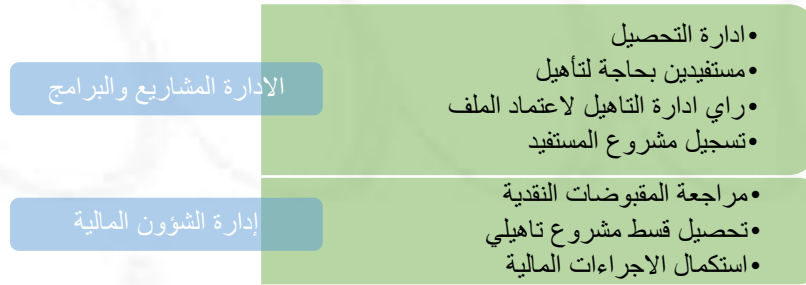 •ادارة التحصيل
•مستفيدين بحاجة لتأهيل
•راي ادارة التاهيل لاعتماد الملف
•تسجيل مشروع المستفيد
الادارة المشاريع والبرامج
•مراجعة المقبوضات النقدية
•تحصيل قسط مشروع تاهيلي
•استكمال الاجراءات المالية
إدارة الشؤون المالية